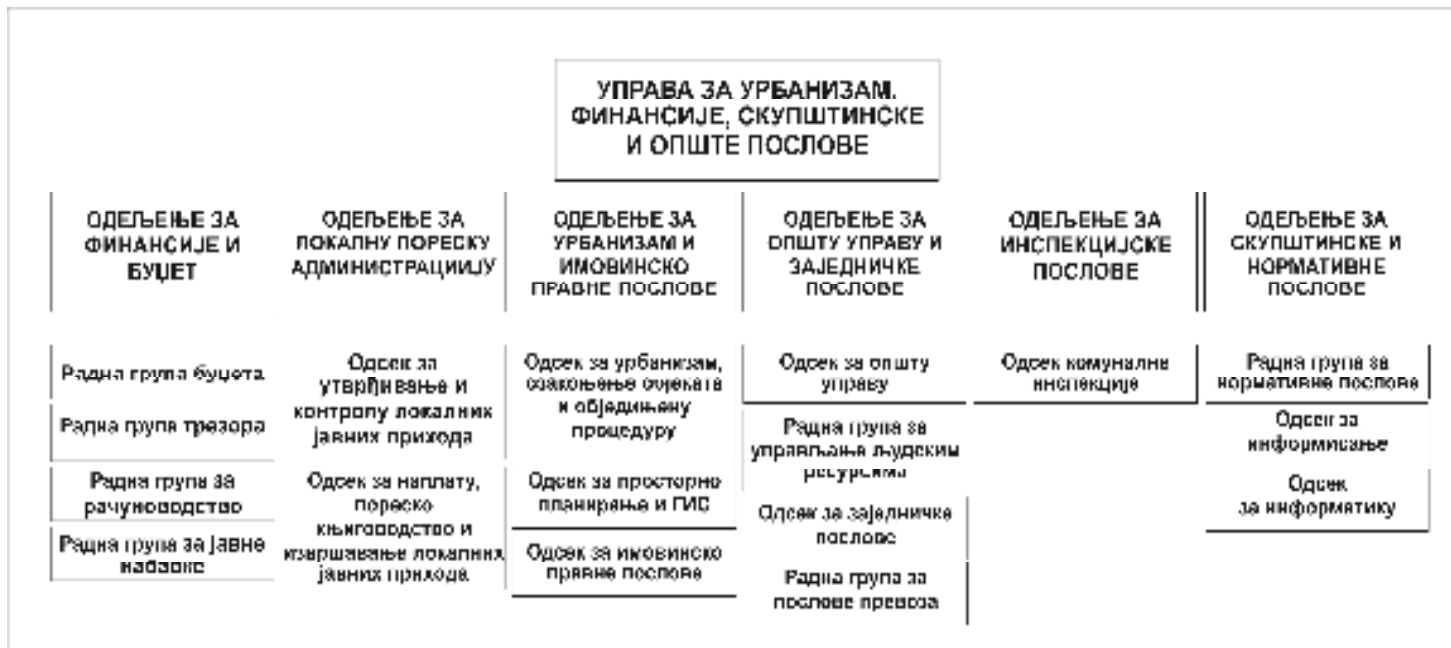 УПРАВА ЗА УРБАНИЗАМ.
ФИНАНСИЈЕ, СКУПШТИНСКЕ
И ОПШТЕ ПОСЛОВЕ
ОДЕЉЕЊЕ ЗА
ФИНАНСИЈЕ И
БУЏЕТ
ОДЕЉЕЊЕ ЗА
ЛОКАЛНУ ПОРЕСКУ
АДМИНИСТРАЦИИЈУ
ОДЕЉЕЊЕ ЗА
УРБАНИЗАМ И
ИМОВИНСКО
ПРАВНЕ ПОСЛОВЕ
ОДЕЉЕЊЕ ЗА
ОПШТУ УПРАВУ И
ЗАЈЕДНИЧКЕ
ПОСЛОВЕ
ОДЕЉЕЊЕ ЗА
ИНСПЕКЦИЈСКЕ
ПОСЛОВЕ
ОДЕЉЕЊЕ ЗА
СКУПШТИНСКЕ И
НОРМАТИВНЕ
ПОСЛОВЕ
Радна група буџета
Радна група трезора
Радна група за
рачуноводство
Радна група за јавне
набавке
Одсек за
утврђивање и
контролу локалних
јавних прихода
Одсек за наплату,
пореско
књиговодство и
извршавање локалних
јавних прихода
Одсек за урбанизам,
озакоњење објеката
и обједињену
процедуру
Одсек за просторно
планирање и ГИС
Одсек за имовинско
правне послове
Одсек за општу
управу
Радна група за
управљање људским
ресурсима
Одсек за заједничке
послове
Радна група за
послове превоза
Одсек комуналне
инспекције
Радна група за
нормативне послове
Одсек за
информисање
Одсек
за информатику